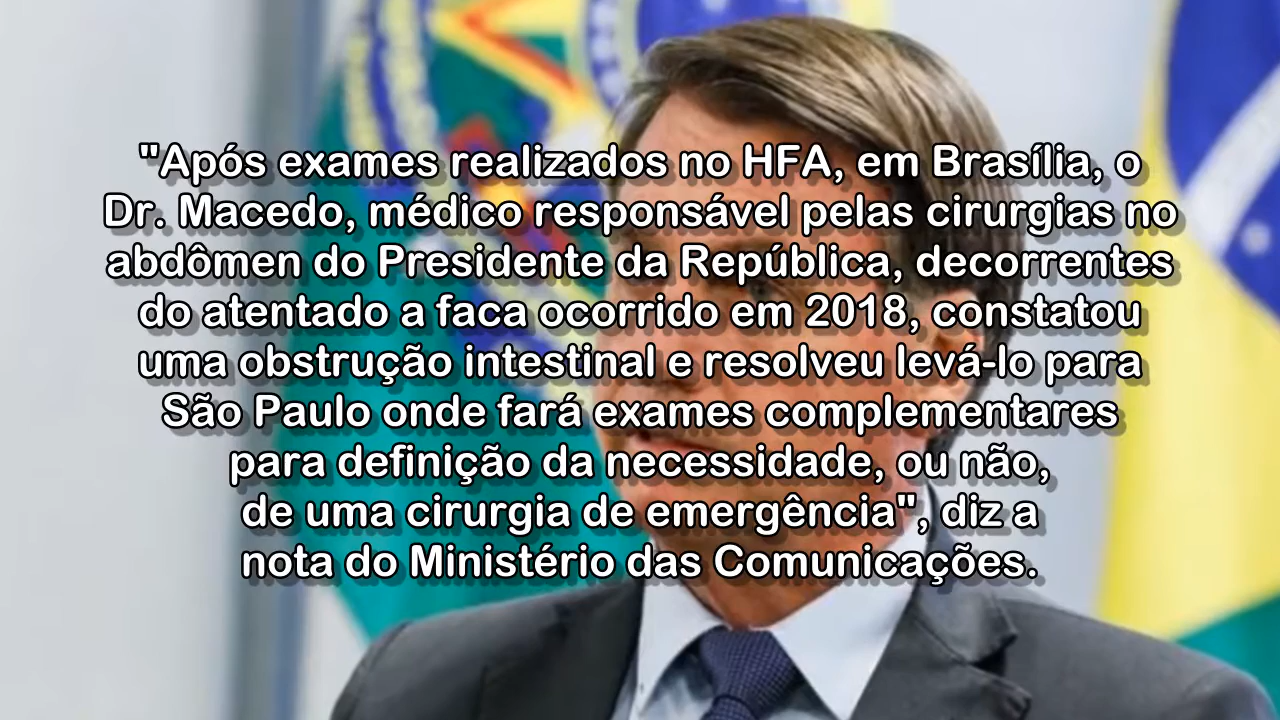 "Após exames realizados no HFA, em Brasília, o
Dr. Macedo, médico responsável pelas cirurgias no
abdômen do Presidente da República, decorrentes
do atentado a faca ocorrido em 2018, constatou
uma obstrução intestinal e resolveu levá-lo para
São Paulo onde fará exames complementares
para definição da necessidade, ou não,
de uma cirurgia de emergência", diz a
nota do Ministério das Comunicações.